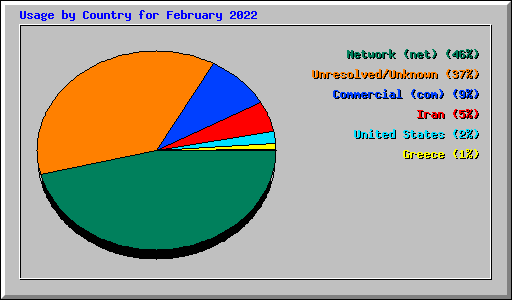 Usage by Country for February 2022
Network (net) (46%)
Unresolved/Unknown (37%)
Commercial (com) (9%)
Iran (5%)
United States (2%)
Greece (1%)